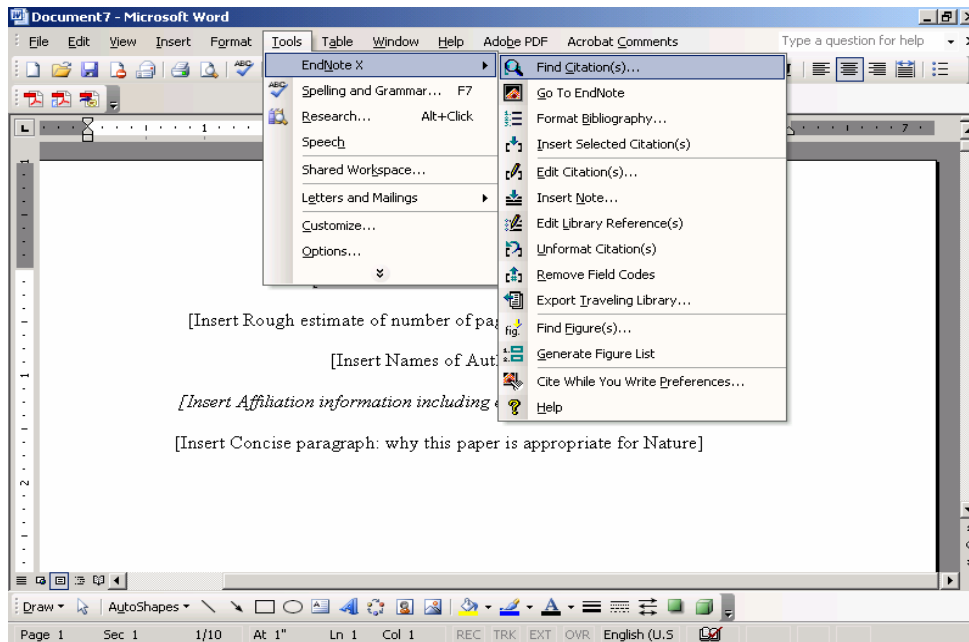 Document7 - Microsoft Word
File Edit View Insert Format Tools Table Window Help Adobe PDF Acrobat Comments Type a question for help
EndNote X
Spelling and Grammar... F7
Research... Alt+Click
Speech
Shared Workspace...
Letters and Mailings
Customize...
Options...
Find Citation(s)...
Go To EndNote
Format Bibliography...
Insert Selected Citation(s)
Edit Citation(s)...
Insert Note...
Edit Library Reference(s)
Unformat Citation(s)
Remove Field Codes
Export Traveling Library...
Find Figure(s)...
Generate Figure List
Cite While You Write Preferences...
Help
1 7
[Insert Rough estimate of number of pag
[Insert Names of Aut
[Insert Affiliation information including
[Insert Concise paragraph: why this paper is appropriate for Nature]
Draw AutoShapes
Page 1 Sec 1 1/10 At 1" Ln 1 Col 1 REC TRK EXT OVR English (U.S